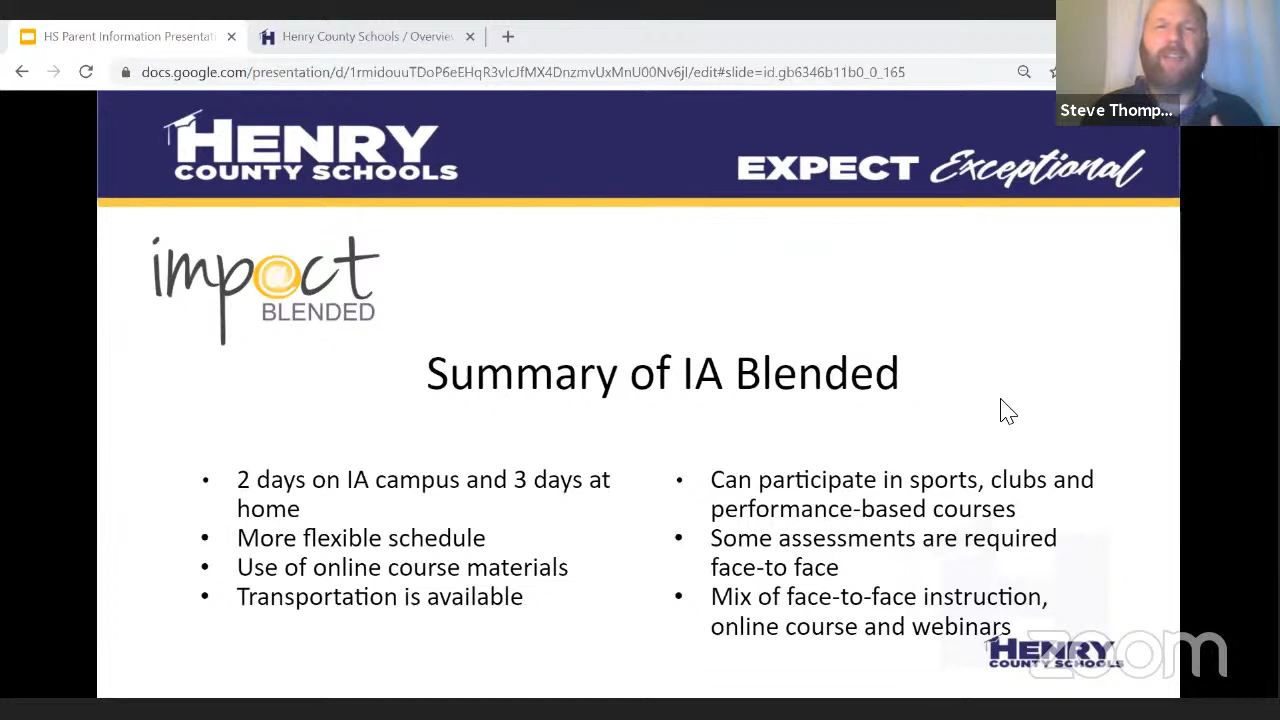 HS Parent Information Presentati
Henry County Schools / Overview
docs.google.com/presentation/d/1rmidouuTDoP6eEHqR3vlcJfMX4DnzmvUxMnU00Nv6jI/edit#slide=id.gb6346b11b0_0_165
Steve Thomp...
HENRY
COUNTY SCHOOLS
EXPECT Exceptional
imp@ct
BLENDED
Summary of IA Blended
• 2 days on IA campus and 3 days at
home
• More flexible schedule
• Use of online course materials
• Transportation is available
• Can participate in sports, clubs and
performance-based courses
• Some assessments are required
face-to face
• Mix of face-to-face instruction,
online course and webinars
HENRY
COUNTY SCHOOLS
zoom